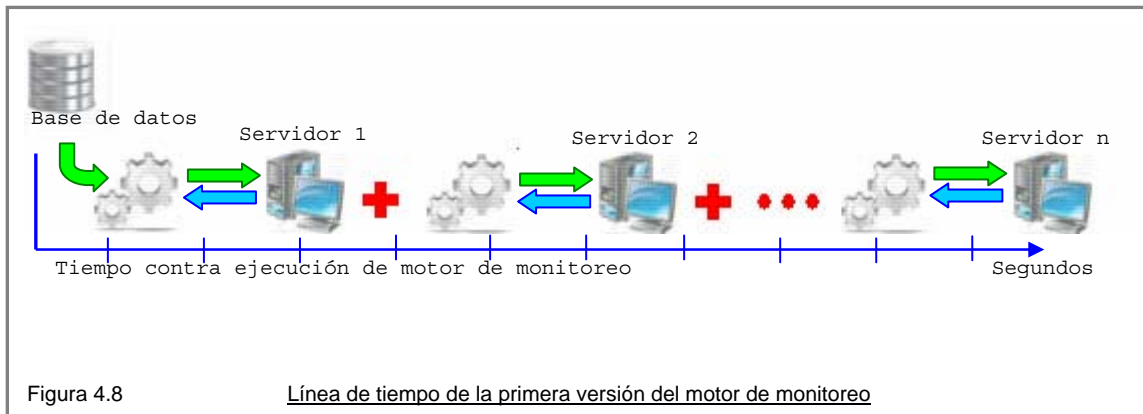 Base de datos
Servidor 1
Servidor 2
Servidor n
Tiempo contra ejecución de motor de monitoreo
Segundos
Figura 4.8 Línea de tiempo de la primera versión del motor de monitoreo